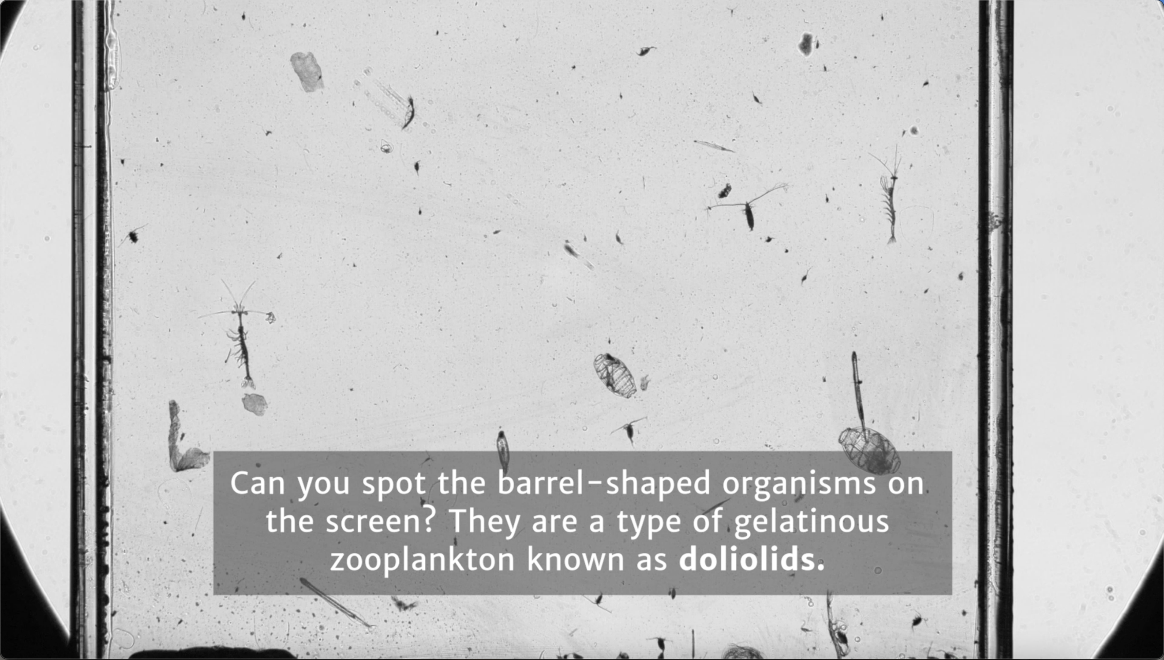 Can you spot the barrel-shaped organisms on
the screen? They are a type of gelatinous
zooplankton known as doliolids.